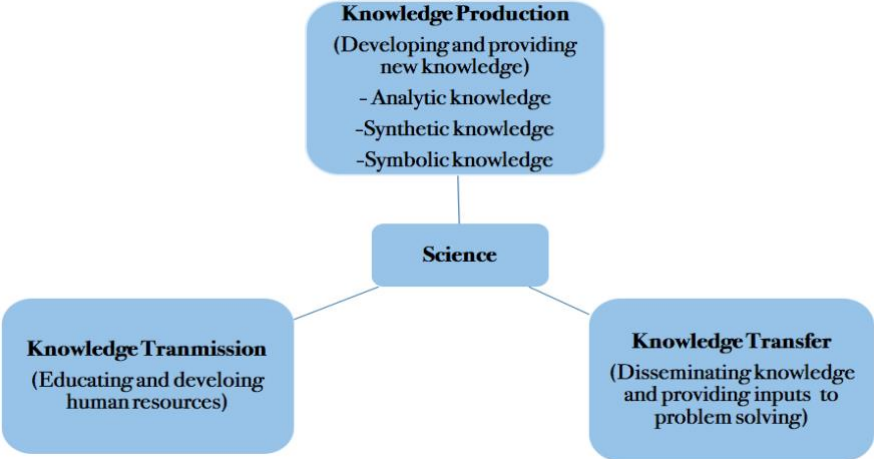 Knowledge Production
(Developing and providing
new knowledge)
- Analytic knowledge
-Synthetic knowledge
-Symbolic knowledge
Science
Knowledge Tranmission
(Educating and develoing
human resources)
Knowledge Transfer
(Disseminating knowledge
and providing inputs to
problem solving)